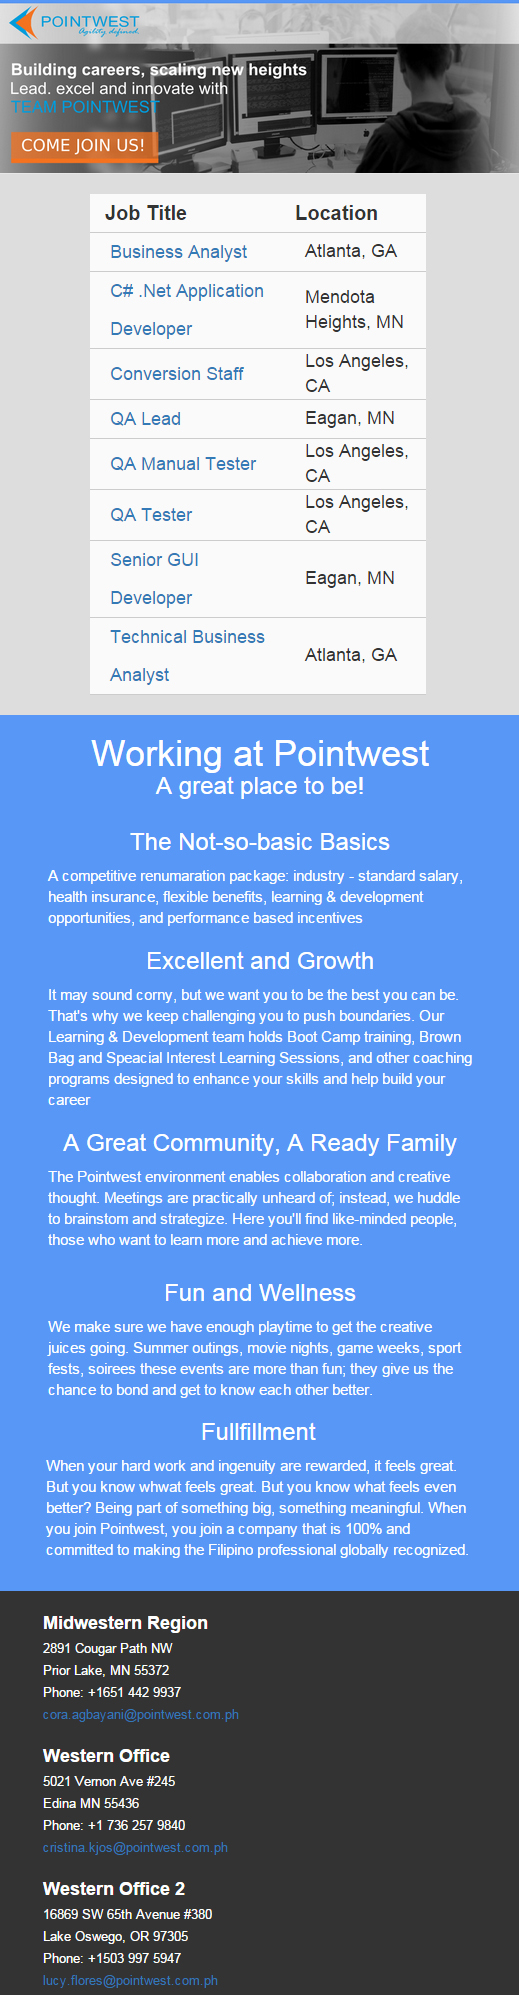 POINTWEST
Agility defined.
Building careers, scaling new heights
Lead. excel and innovate with
TEAM POINTWEST
COME JOIN US!
Job Title Location
Business Analyst Atlanta, GA
C# .Net Application
Developer
Mendota
Heights, MN
Conversion Staff
Los Angeles,
CA
QA Lead Eagan, MN
QA Manual Tester
Los Angeles,
CA
QA Tester
Los Angeles,
CA
Senior GUI
Developer
Eagan, MN
Technical Business
Analyst
Atlanta, GA
Working at Pointwest
A great place to be!
The Not-so-basic Basics
A competitive renumaration package: industry - standard salary,
health insurance, flexible benefits, learning & development
opportunities, and performance based incentives
Excellent and Growth
It may sound corny, but we want you to be the best you can be.
That's why we keep challenging you to push boundaries. Our
Learning & Development team holds Boot Camp training, Brown
Bag and Speacial Interest Learning Sessions, and other coaching
programs designed to enhance your skills and help build your
career
A Great Community, A Ready Family
The Pointwest environment enables collaboration and creative
thought. Meetings are practically unheard of; instead, we huddle
to brainstom and strategize. Here you'll find like-minded people,
those who want to learn more and achieve more.
Fun and Wellness
We make sure we have enough playtime to get the creative
juices going. Summer outings, movie nights, game weeks, sport
fests, soirees these events are more than fun; they give us the
chance to bond and get to know each other better.
Fullfillment
When your hard work and ingenuity are rewarded, it feels great.
But you know whwat feels great. But you know what feels even
better? Being part of something big, something meaningful. When
you join Pointwest, you join a company that is 100% and
committed to making the Filipino professional globally recognized.
Midwestern Region
2891 Cougar Path NW
Prior Lake, MN 55372
Phone: +1651 442 9937
cora.agbayani@pointwest.com.ph
Western Office
5021 Vernon Ave #245
Edina MN 55436
Phone: +1 736 257 9840
cristina.kjos@pointwest.com.ph
Western Office 2
16869 SW 65th Avenue #380
Lake Oswego, OR 97305
Phone: +1503 997 5947
lucy.flores@pointwest.com.ph